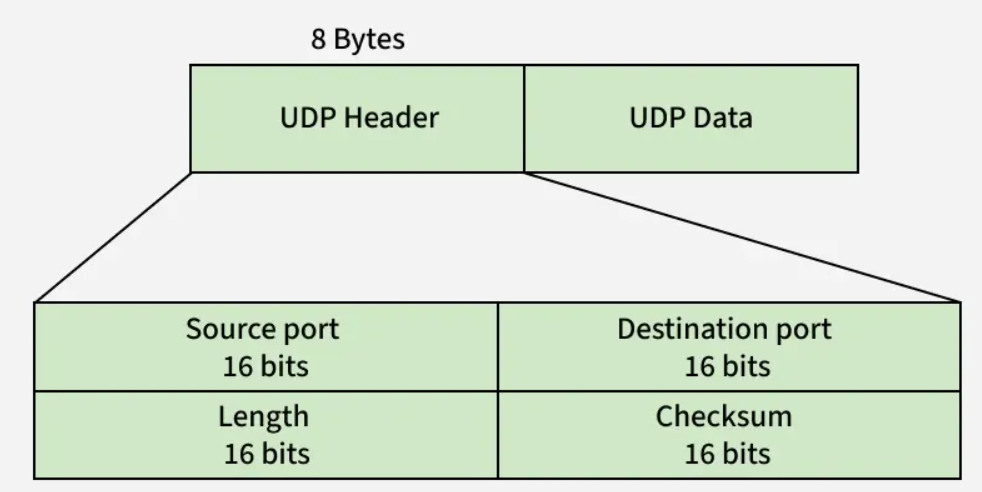 8 Bytes
UDP Header
UDP Data
Source port
16 bits
Destination port
16 bits
Length
16 bits
Checksum
16 bits